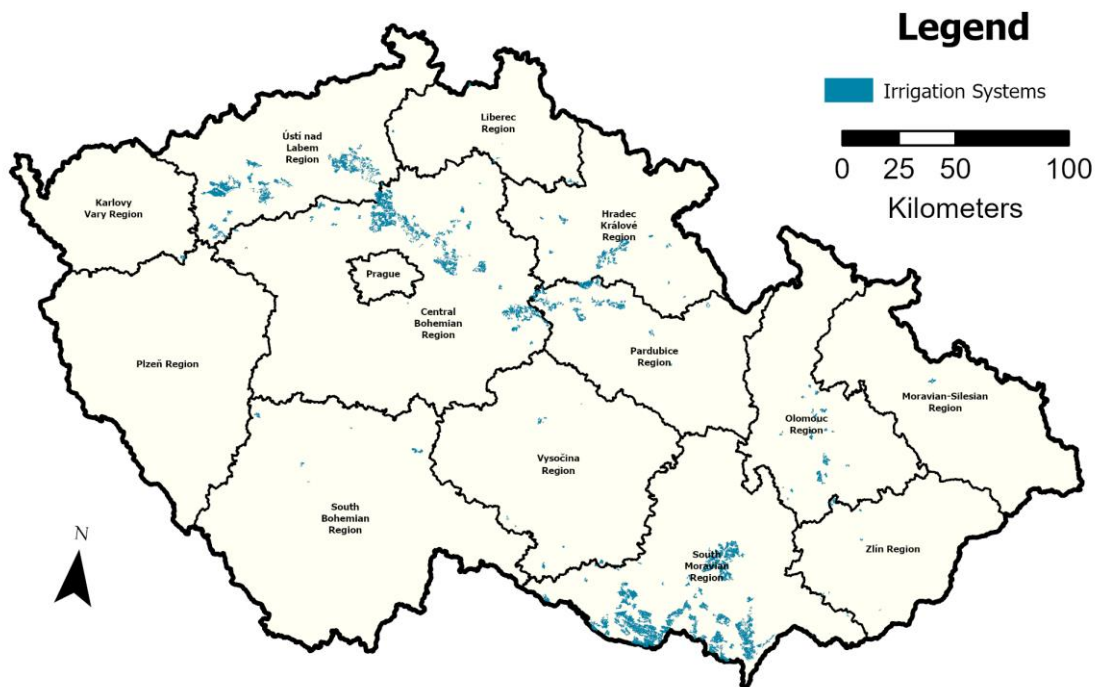 Legend
Irrigation Systems
0 25 50 100
Kilometers
Liberec
Region
Ústí nad
Labem
Region
Karlovy
Vary Region
Hradec
Králové
Region
Prague
Central
Bohemian
Region
Plzeň Region
Pardubice
Region
Moravian-Silesian
Region
Olomouc
Region
Vysočina
Region
South
Bohemian
Region
South
Moravian
Region
Zlín Region
N